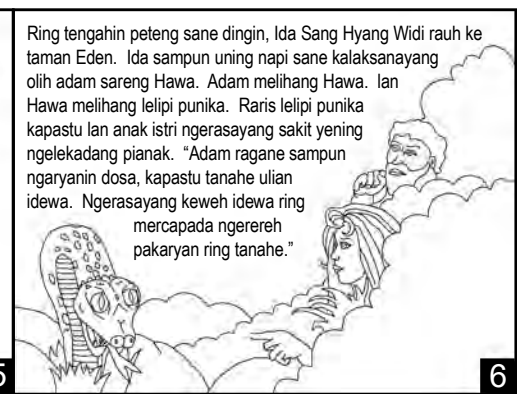 Ring tengahin peteng sane dingin, Ida Sang Hyang Widi rauh ke
taman Eden. Ida sampun uning napi sane kalaksanayang
olih adam sareng Hawa. Adam melihang Hawa. lan
Hawa melihang lelipi punika. Raris lelipi punika
kapastu lan anak istri ngerasayang sakit yening
ngelekadang pianak. “Adam ragane sampun
ngaryanin dosa, kapastu tanahe ulian
idewa. Ngerasayang keweh idewa ring
mercapada ngerereh
pakaryan ring tanahe.”
5
6